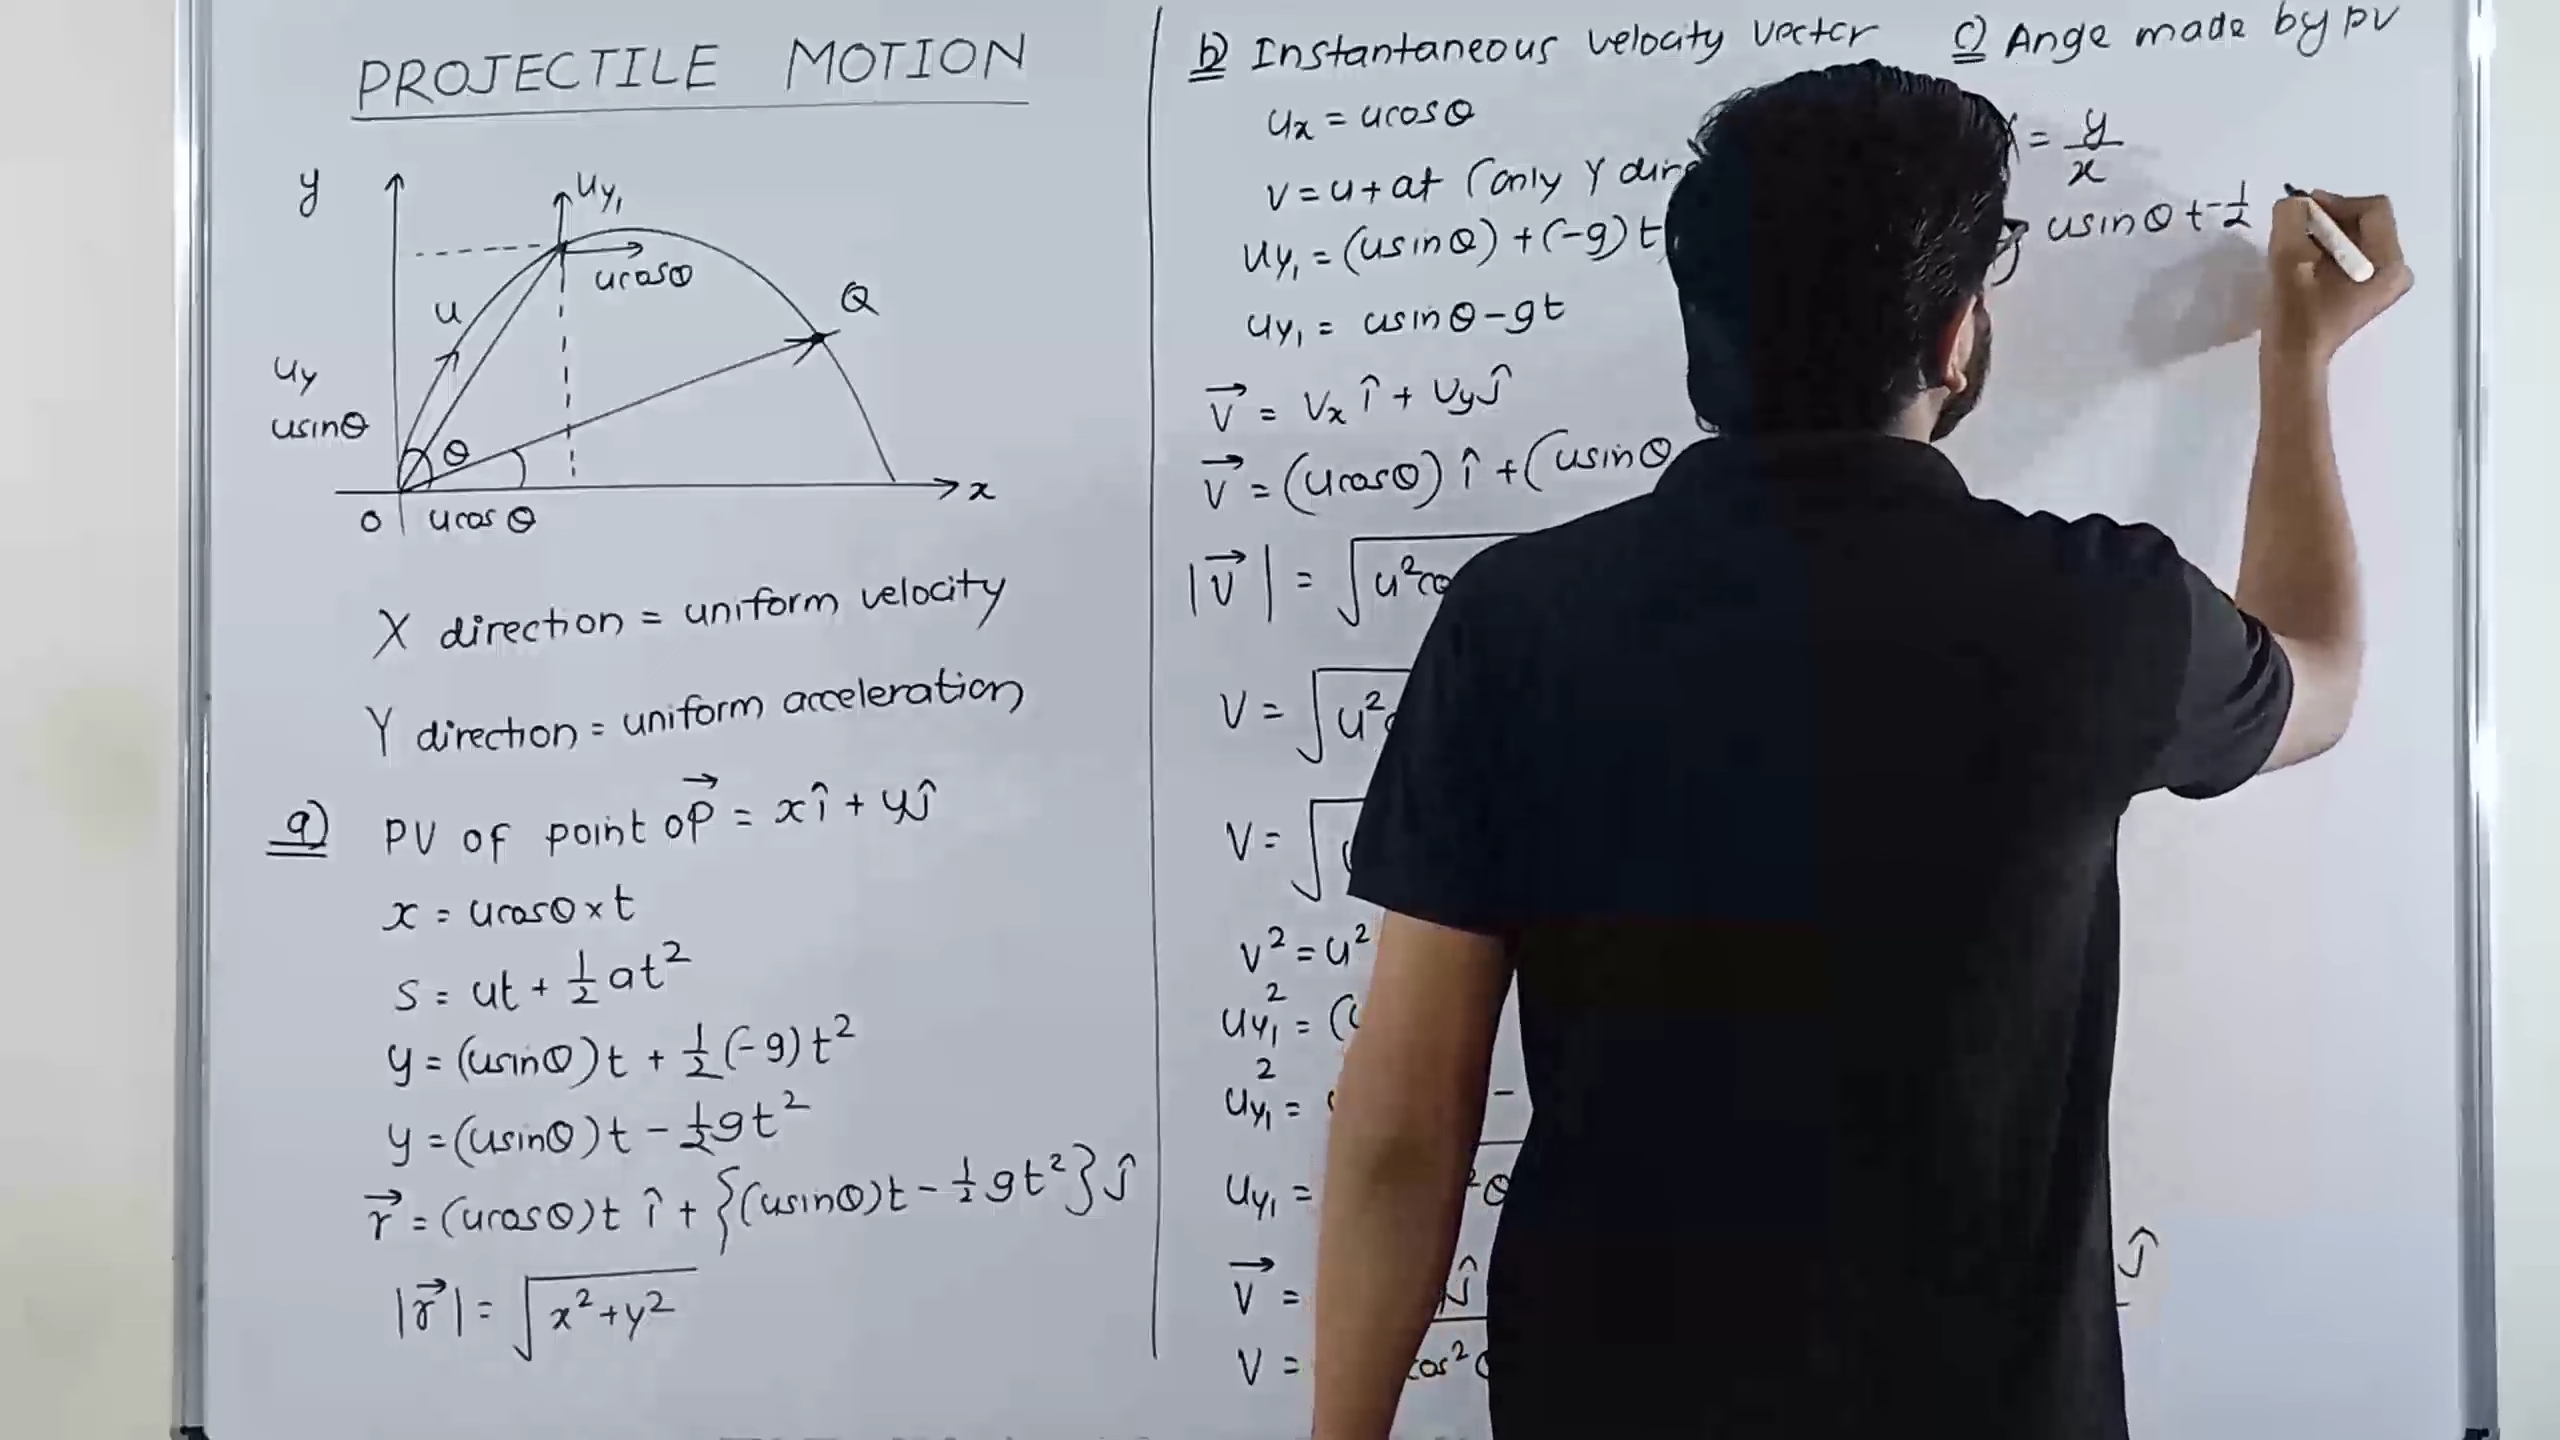 PROJECTILE MOTION
y
uy₁
ucosθ
Q
u
uy
usinθ
θ
x
O
ucosθ
X direction = uniform velocity
Y direction = uniform acceleration
a) PV of point OP⃗ = xî + yĵ
x = ucosθ × t
s = ut + ½at²
y = (usinθ)t + ½(-g)t²
y = (usinθ)t - ½gt²
r⃗ = (ucosθ)t î + {(usinθ)t - ½gt²}ĵ
|r⃗| = √x²+y²
b) Instantaneous velocity vector
ux = ucosθ
v = u + at (only Y
uy₁ = (usinθ) + (-g)t
uy₁ = usinθ - gt
v⃗ = vx î + vy ĵ
v⃗ = (ucosθ) î + (usinθ
|v⃗| = √u²
v = √u²
v = √
v² = u²
uy₁² = (
uy₁² = -
uy₁ = ²θ
v⃗ = ĵ ĵ
v = cos²
c) Ange made by pv
= y/x
usinθ t - ½